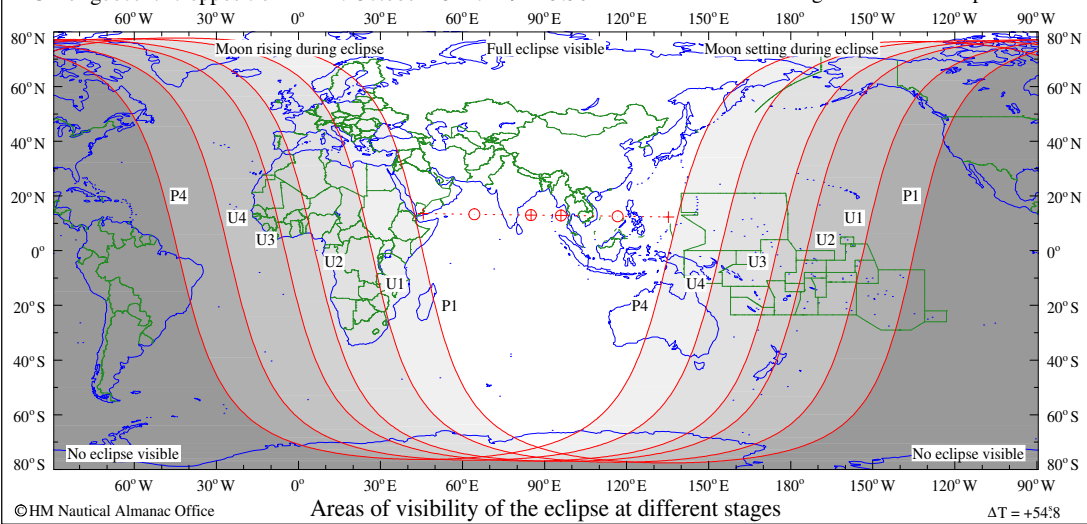 60° W 30° W 0° 30° E 60° E 90° E 120° E 150° E 180° 150° W 120° W 90° W
80° N Moon rising during eclipse Full eclipse visible Moon setting during eclipse 80° N
60° N 60° N
40° N 40° N
20° N P4 P1 20° N
U4 U1
U3 U2
0° U2 U3 0°
U1 U4
20° S P1 P4 20° S
40° S 40° S
60° S 60° S
No eclipse visible No eclipse visible
80° S 80° S
60° W 30° W 0° 30° E 60° E 90° E 120° E 150° E 180° 150° W 120° W 90° W
© HM Nautical Almanac Office Areas of visibility of the eclipse at different stages ΔT = +54.8s